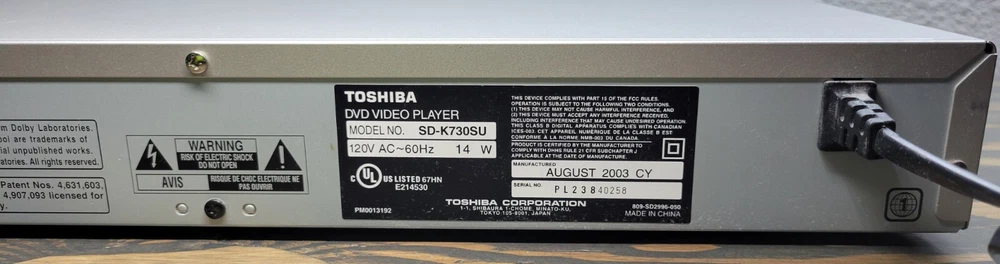 m Dolby Laboratories.
are trademarks of
ial unpublished works.
atories. All rights reserved.
Patent Nos. 4,631,603,
4,907,093 licensed for
y.
WARNING
RISK OF ELECTRIC SHOCK
DO NOT OPEN
AVIS
RISQUE DE CHOC ELECTRIQUE NE
PAS OUVRIR
TOSHIBA
DVD VIDEO PLAYER
MODEL NO. SD-K730SU
120V AC~60Hz 14 W
C UL US LISTED 67HN
E214530
PM0013192
THIS DEVICE COMPLIES WITH PART 15 OF THE FCC RULES.
OPERATION IS SUBJECT TO THE FOLLOWING TWO CONDITIONS.
(1) THIS DEVICE MAY NOT CAUSE HARMFUL INTERFERENCE, AND
(2) THIS DEVICE MUST ACCEPT ANY INTERFERENCE RECEIVED,
INCLUDING INTERFERENCE THAT MAY CAUSE UNDESIRED OPERATION.
THIS CLASS B DIGITAL APPARATUS COMPLIES WITH CANADIAN
ICES-003. CET APPAREIL NUMERIQUE DE LA CLASSE B EST
CONFORME A LA NORME NMB-003 DU CANADA.
PRODUCT IS CERTIFIED BY THE MANUFACTURER TO
COMPLY WITH DHHS RULE 21 CFR SUBCHAPTER J
APPLICABLE AT THE DATE OF MANUFACTURE.
MANUFACTURED
AUGUST 2003 CY
SERIAL NO.
PL23840258
TOSHIBA CORPORATION
1-1, SHIBAURA 1-CHOME, MINATO-KU,
TOKYO 105-8001, JAPAN
809-SD2996-050
MADE IN CHINA
1